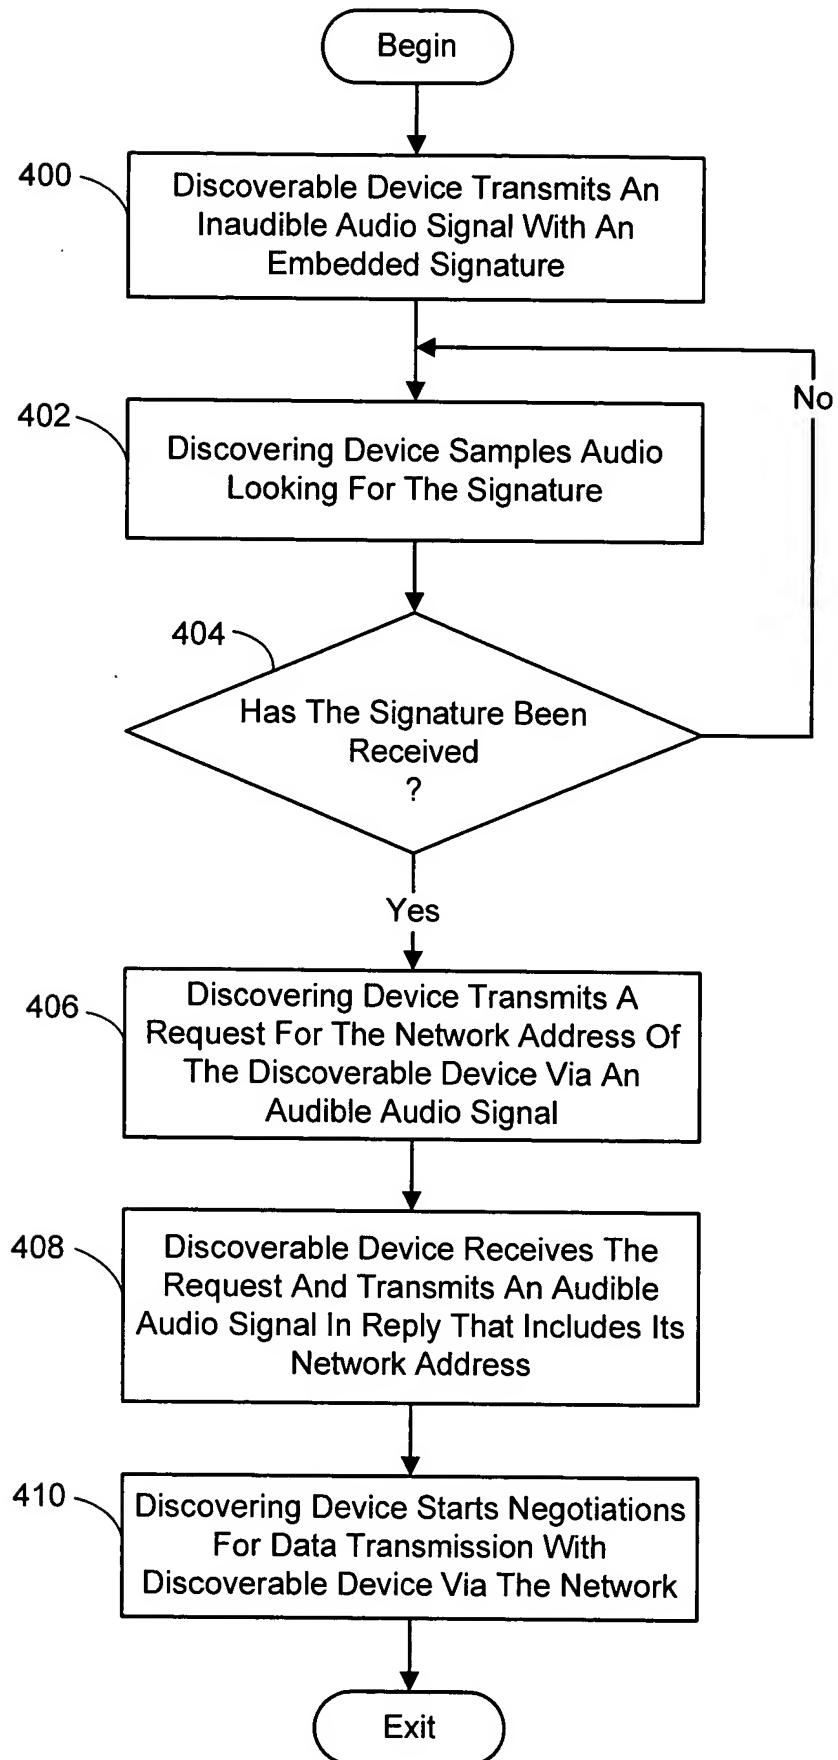 Begin
400
Discoverable Device Transmits An
Inaudible Audio Signal With An
Embedded Signature
No
402
Discovering Device Samples Audio
Looking For The Signature
404
Has The Signature Been
Received
?
Yes
406
Discovering Device Transmits A
Request For The Network Address Of
The Discoverable Device Via An
Audible Audio Signal
408
Discoverable Device Receives The
Request And Transmits An Audible
Audio Signal In Reply That Includes Its
Network Address
410
Discovering Device Starts Negotiations
For Data Transmission With
Discoverable Device Via The Network
Exit